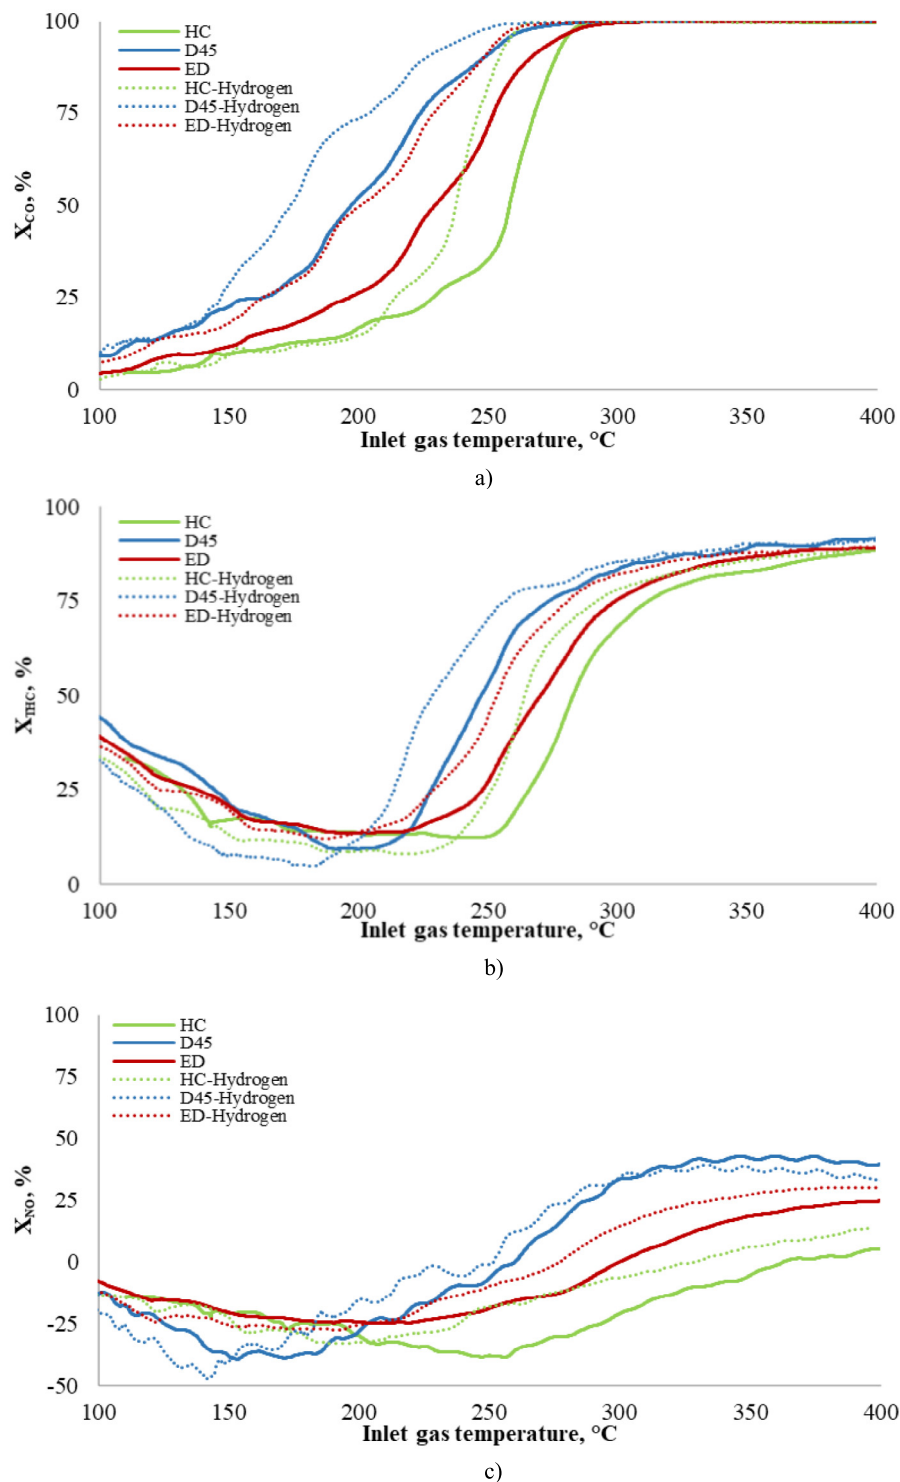 100
75
50
25
0
X_CO, %
HC
D45
ED
HC-Hydrogen
D45-Hydrogen
ED-Hydrogen
100 150 200 250 300 350 400
Inlet gas temperature, °C
a)
100
75
50
25
0
X_THC, %
HC
D45
ED
HC-Hydrogen
D45-Hydrogen
ED-Hydrogen
100 150 200 250 300 350 400
Inlet gas temperature, °C
b)
100
75
50
25
0
-25
-50
X_NO, %
HC
D45
ED
HC-Hydrogen
D45-Hydrogen
ED-Hydrogen
100 150 200 250 300 350 400
Inlet gas temperature, °C
c)